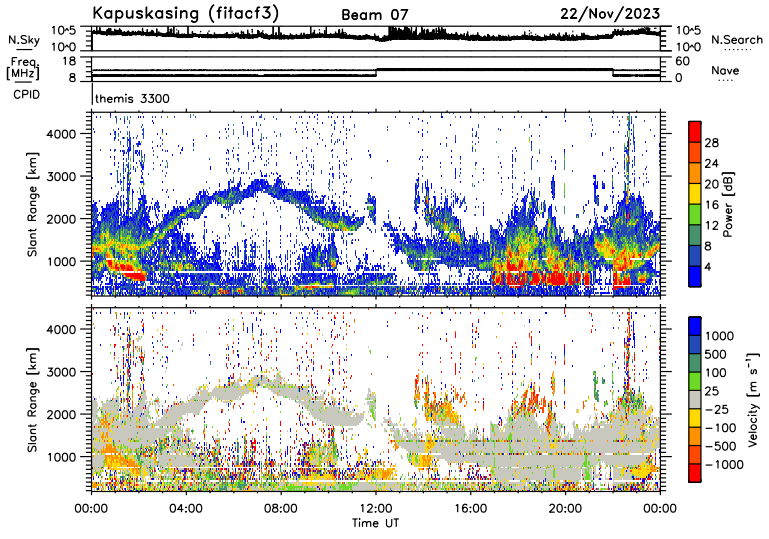 Kapuskasing (fitacf3) Beam 07 22/Nov/2023
N.Sky 10^5 10^0 10^5 10^0 N.Search
Freq. [MHz] 18 8 60 0 Nave
CPID themis 3300
Slant Range [km] 4000 3000 2000 1000
28 24 20 16 12 8 4 Power [dB]
Slant Range [km] 4000 3000 2000 1000
1000 500 100 25 -25 -100 -500 -1000 Velocity [m s⁻¹]
00:00 04:00 08:00 12:00 16:00 20:00 00:00
Time UT